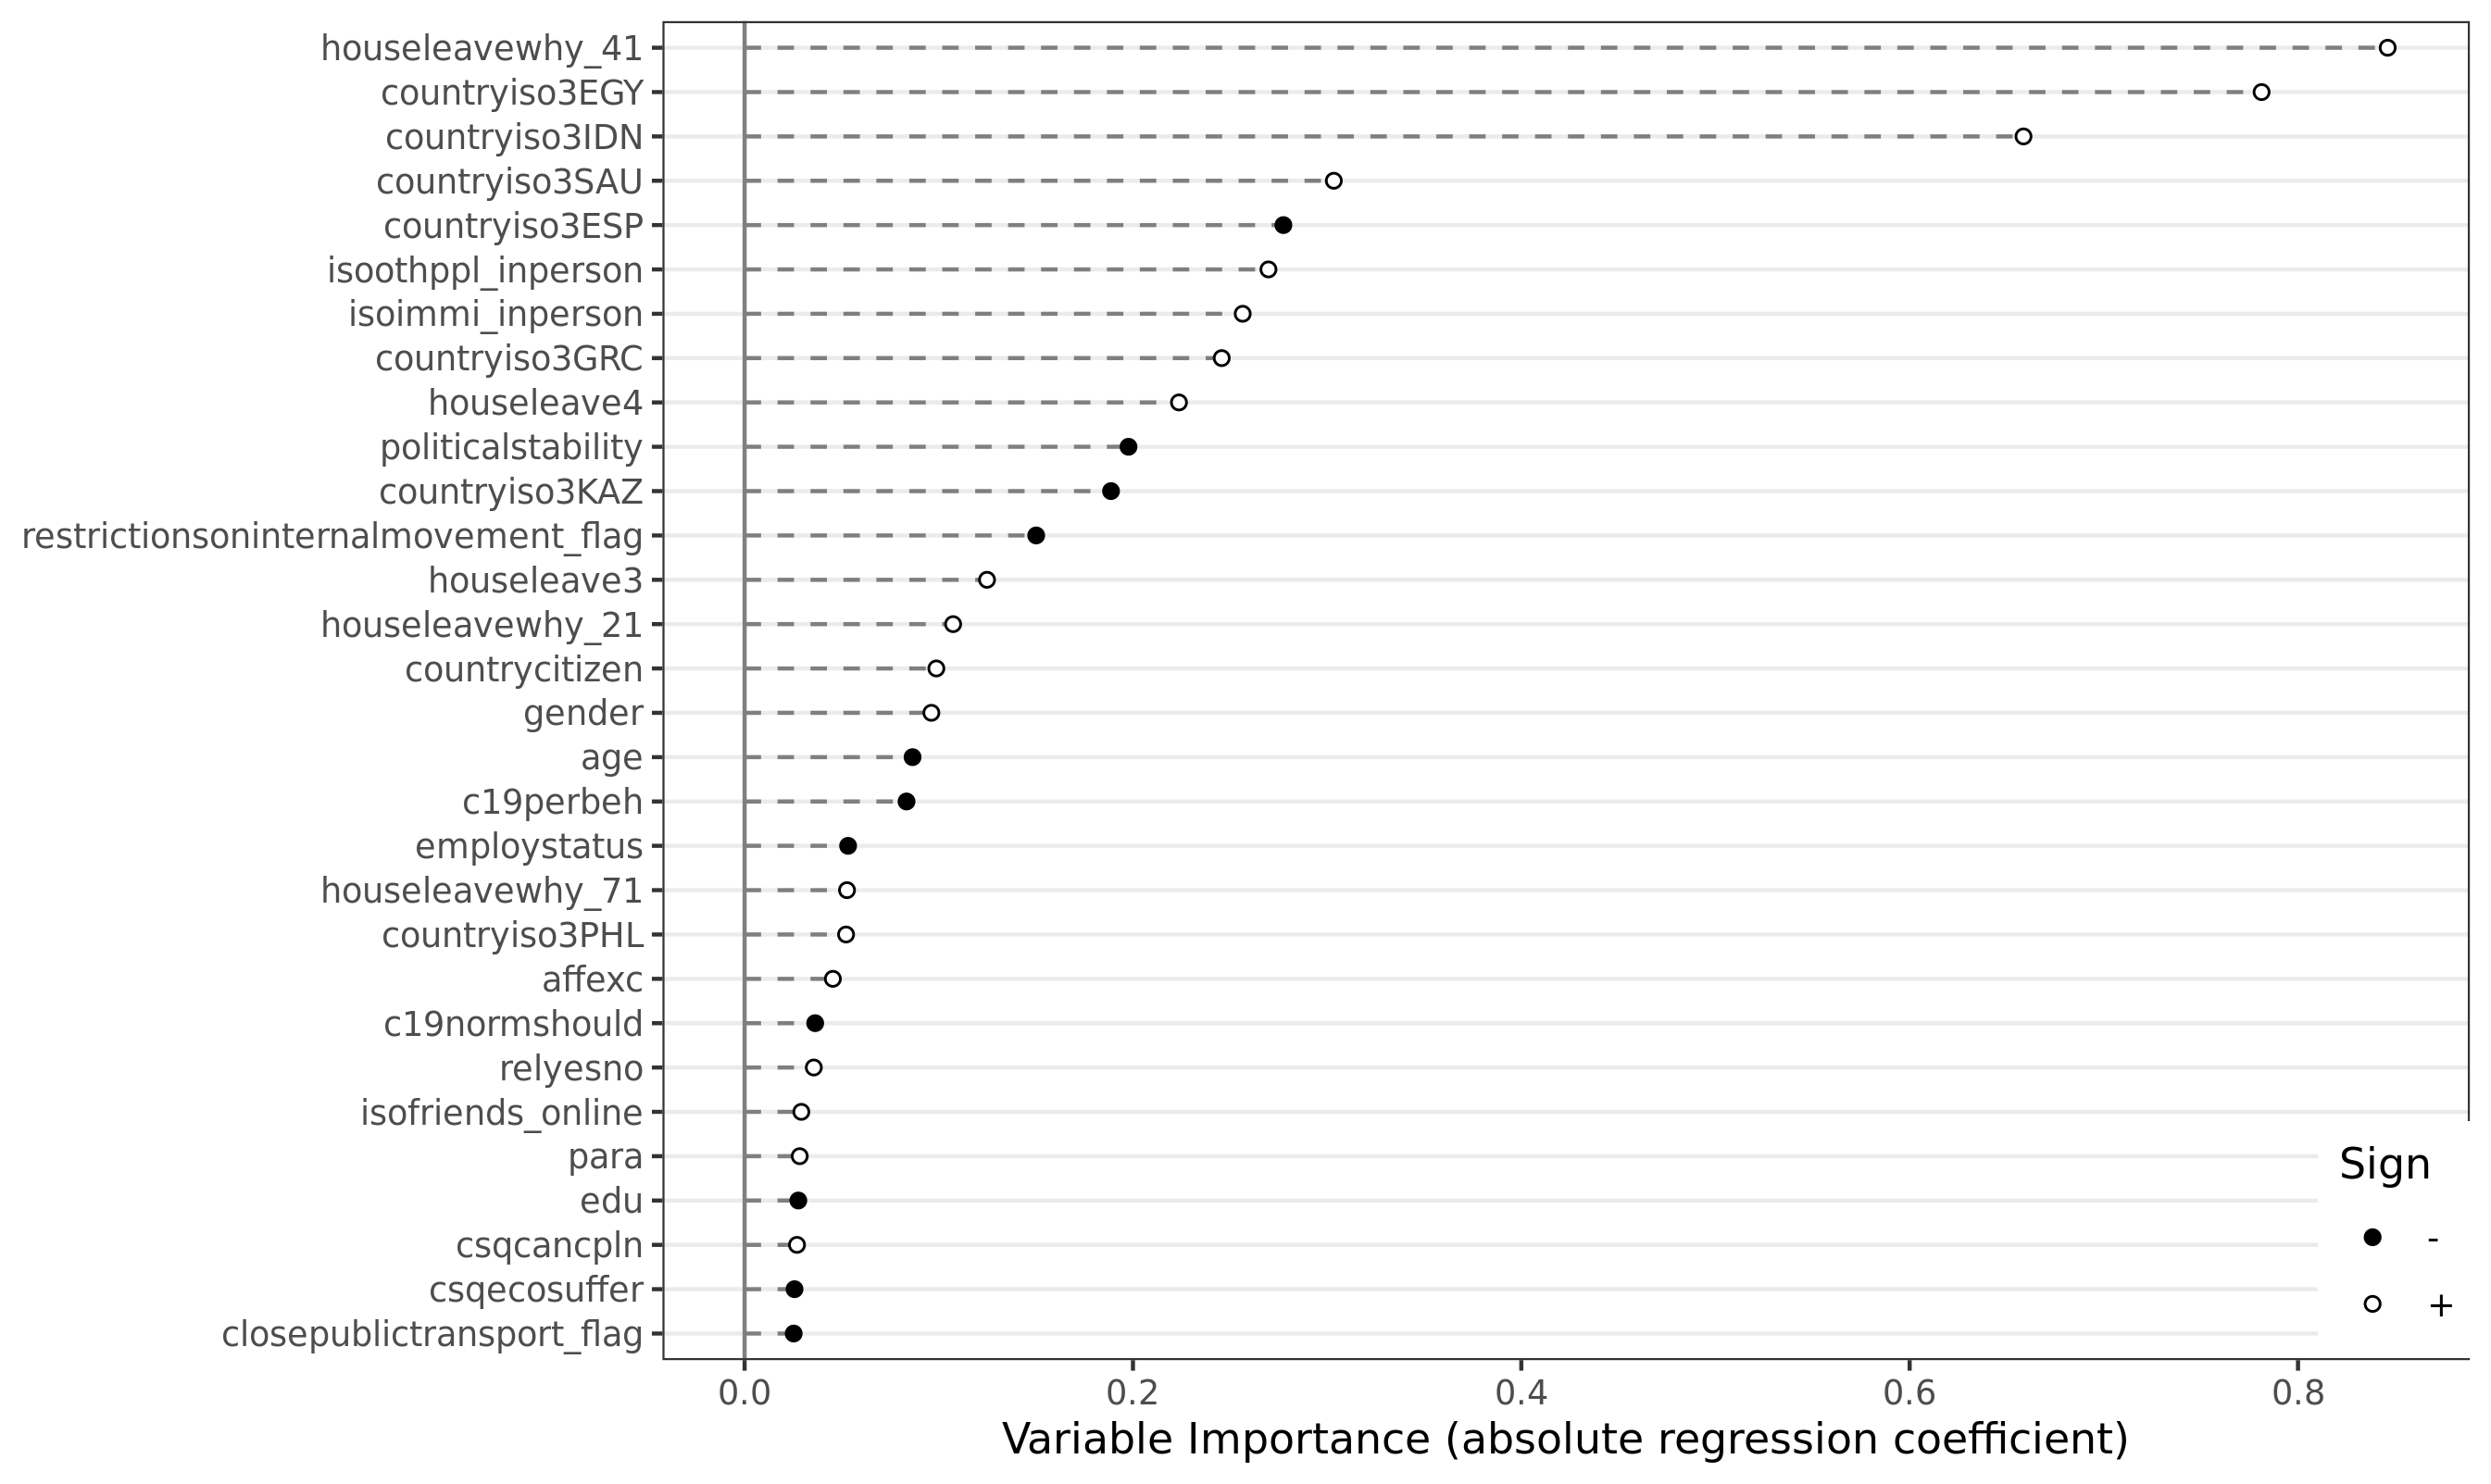 houseleavewhy_41
countryiso3EGY
countryiso3IDN
countryiso3SAU
countryiso3ESP
isoothppl_inperson
isoimmi_inperson
countryiso3GRC
houseleave4
politicalstability
countryiso3KAZ
restrictionsoninternalmovement_flag
houseleave3
houseleavewhy_21
countrycitizen
gender
age
c19perbeh
employstatus
houseleavewhy_71
countryiso3PHL
affexc
c19normshould
relyesno
isofriends_online
para
edu
csqcancpln
csqecosuffer
closepublictransport_flag
Sign
-
+
0.0 0.2 0.4 0.6 0.8
Variable Importance (absolute regression coefficient)